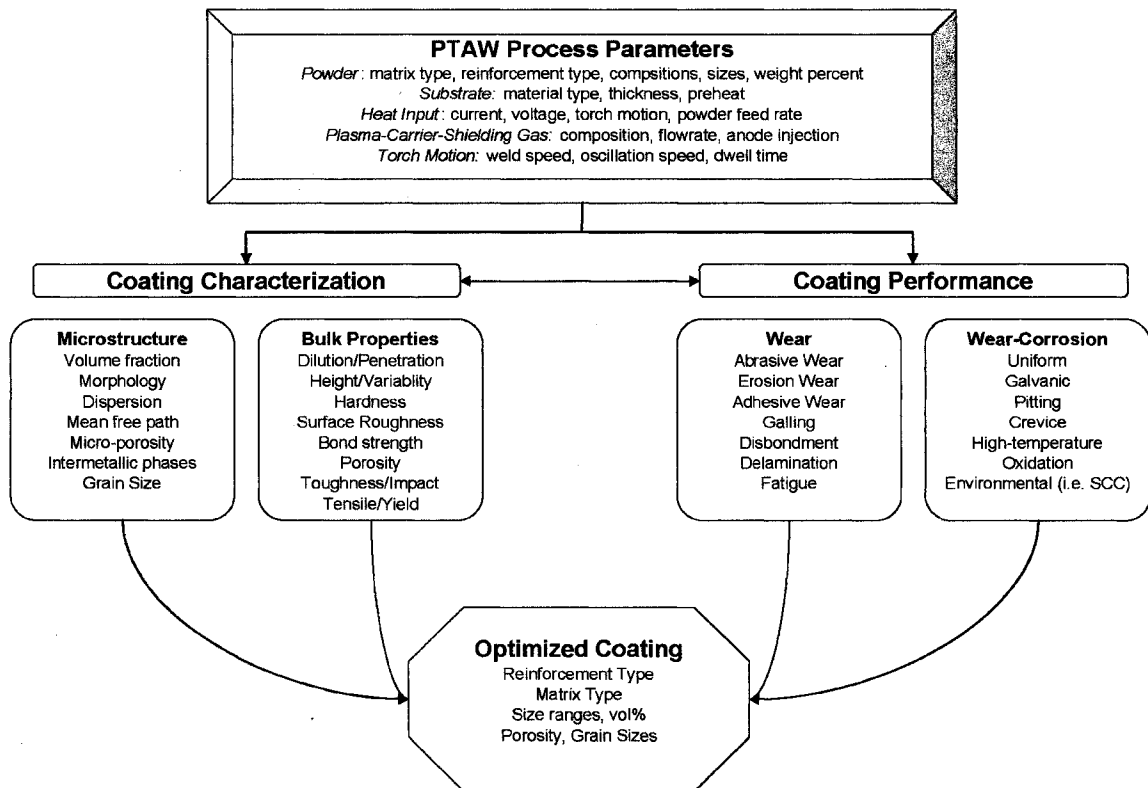 PTAW Process Parameters
Powder: matrix type, reinforcement type, compsitions, sizes, weight percent
Substrate: material type, thickness, preheat
Heat Input: current, voltage, torch motion, powder feed rate
Plasma-Carrier-Shielding Gas: composition, flowrate, anode injection
Torch Motion: weld speed, oscillation speed, dwell time
Coating Characterization
Coating Performance
Microstructure
Volume fraction
Morphology
Dispersion
Mean free path
Micro-porosity
Intermetallic phases
Grain Size
Bulk Properties
Dilution/Penetration
Height/Variablity
Hardness
Surface Roughness
Bond strength
Porosity
Toughness/Impact
Tensile/Yield
Wear
Abrasive Wear
Erosion Wear
Adhesive Wear
Galling
Disbondment
Delamination
Fatigue
Wear-Corrosion
Uniform
Galvanic
Pitting
Crevice
High-temperature
Oxidation
Environmental (i.e. SCC)
Optimized Coating
Reinforcement Type
Matrix Type
Size ranges, vol%
Porosity, Grain Sizes